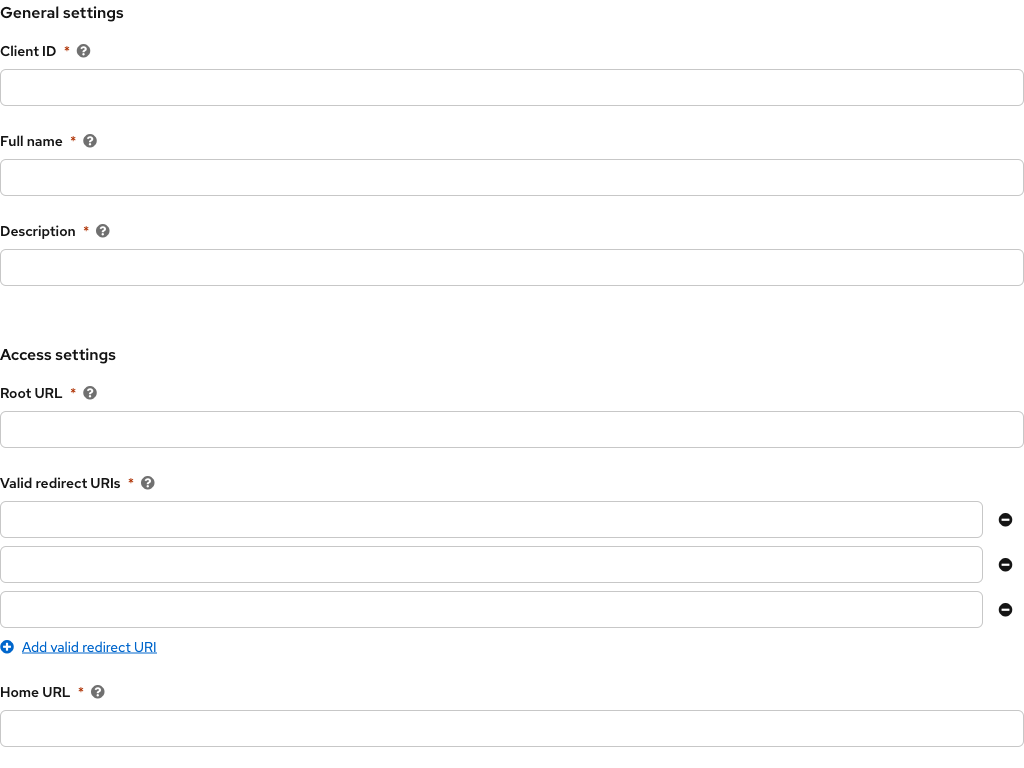 General settings
Client ID *
Full name *
Description *
Access settings
Root URL *
Valid redirect URIs *
Add valid redirect URI
Home URL *